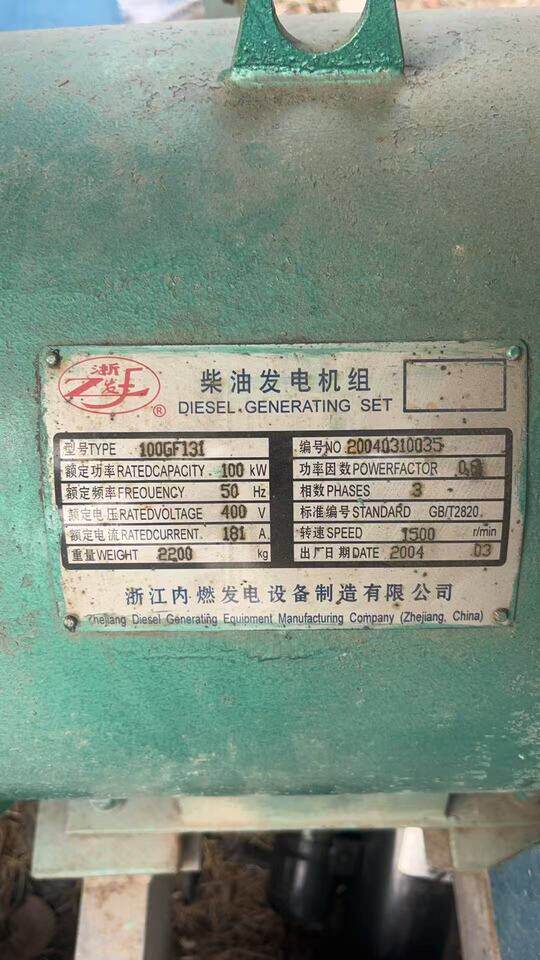 浙
发
®
柴油发电机组
DIESEL GENERATING SET
型号TYPE 100GF131
编号NO 20040310035
额定功率RATEDCAPACITY 100 kW
功率因数POWERFACTOR 0.8
额定频率FREOUENCY 50 Hz
相数PHASES 3
额定电压RATEDVOLTAGE 400 V
标准编号STANDARD GB/T2820
额定电流RATEDCURRENT. 181 A.
转速SPEED 1500 r/min
重量WEIGHT 2200 kg
出厂日期DATE 2004 03
浙江内燃发电设备制造有限公司
Zhejiang Diesel Generating Equipment Manufacturing Company (Zhejiang, China)